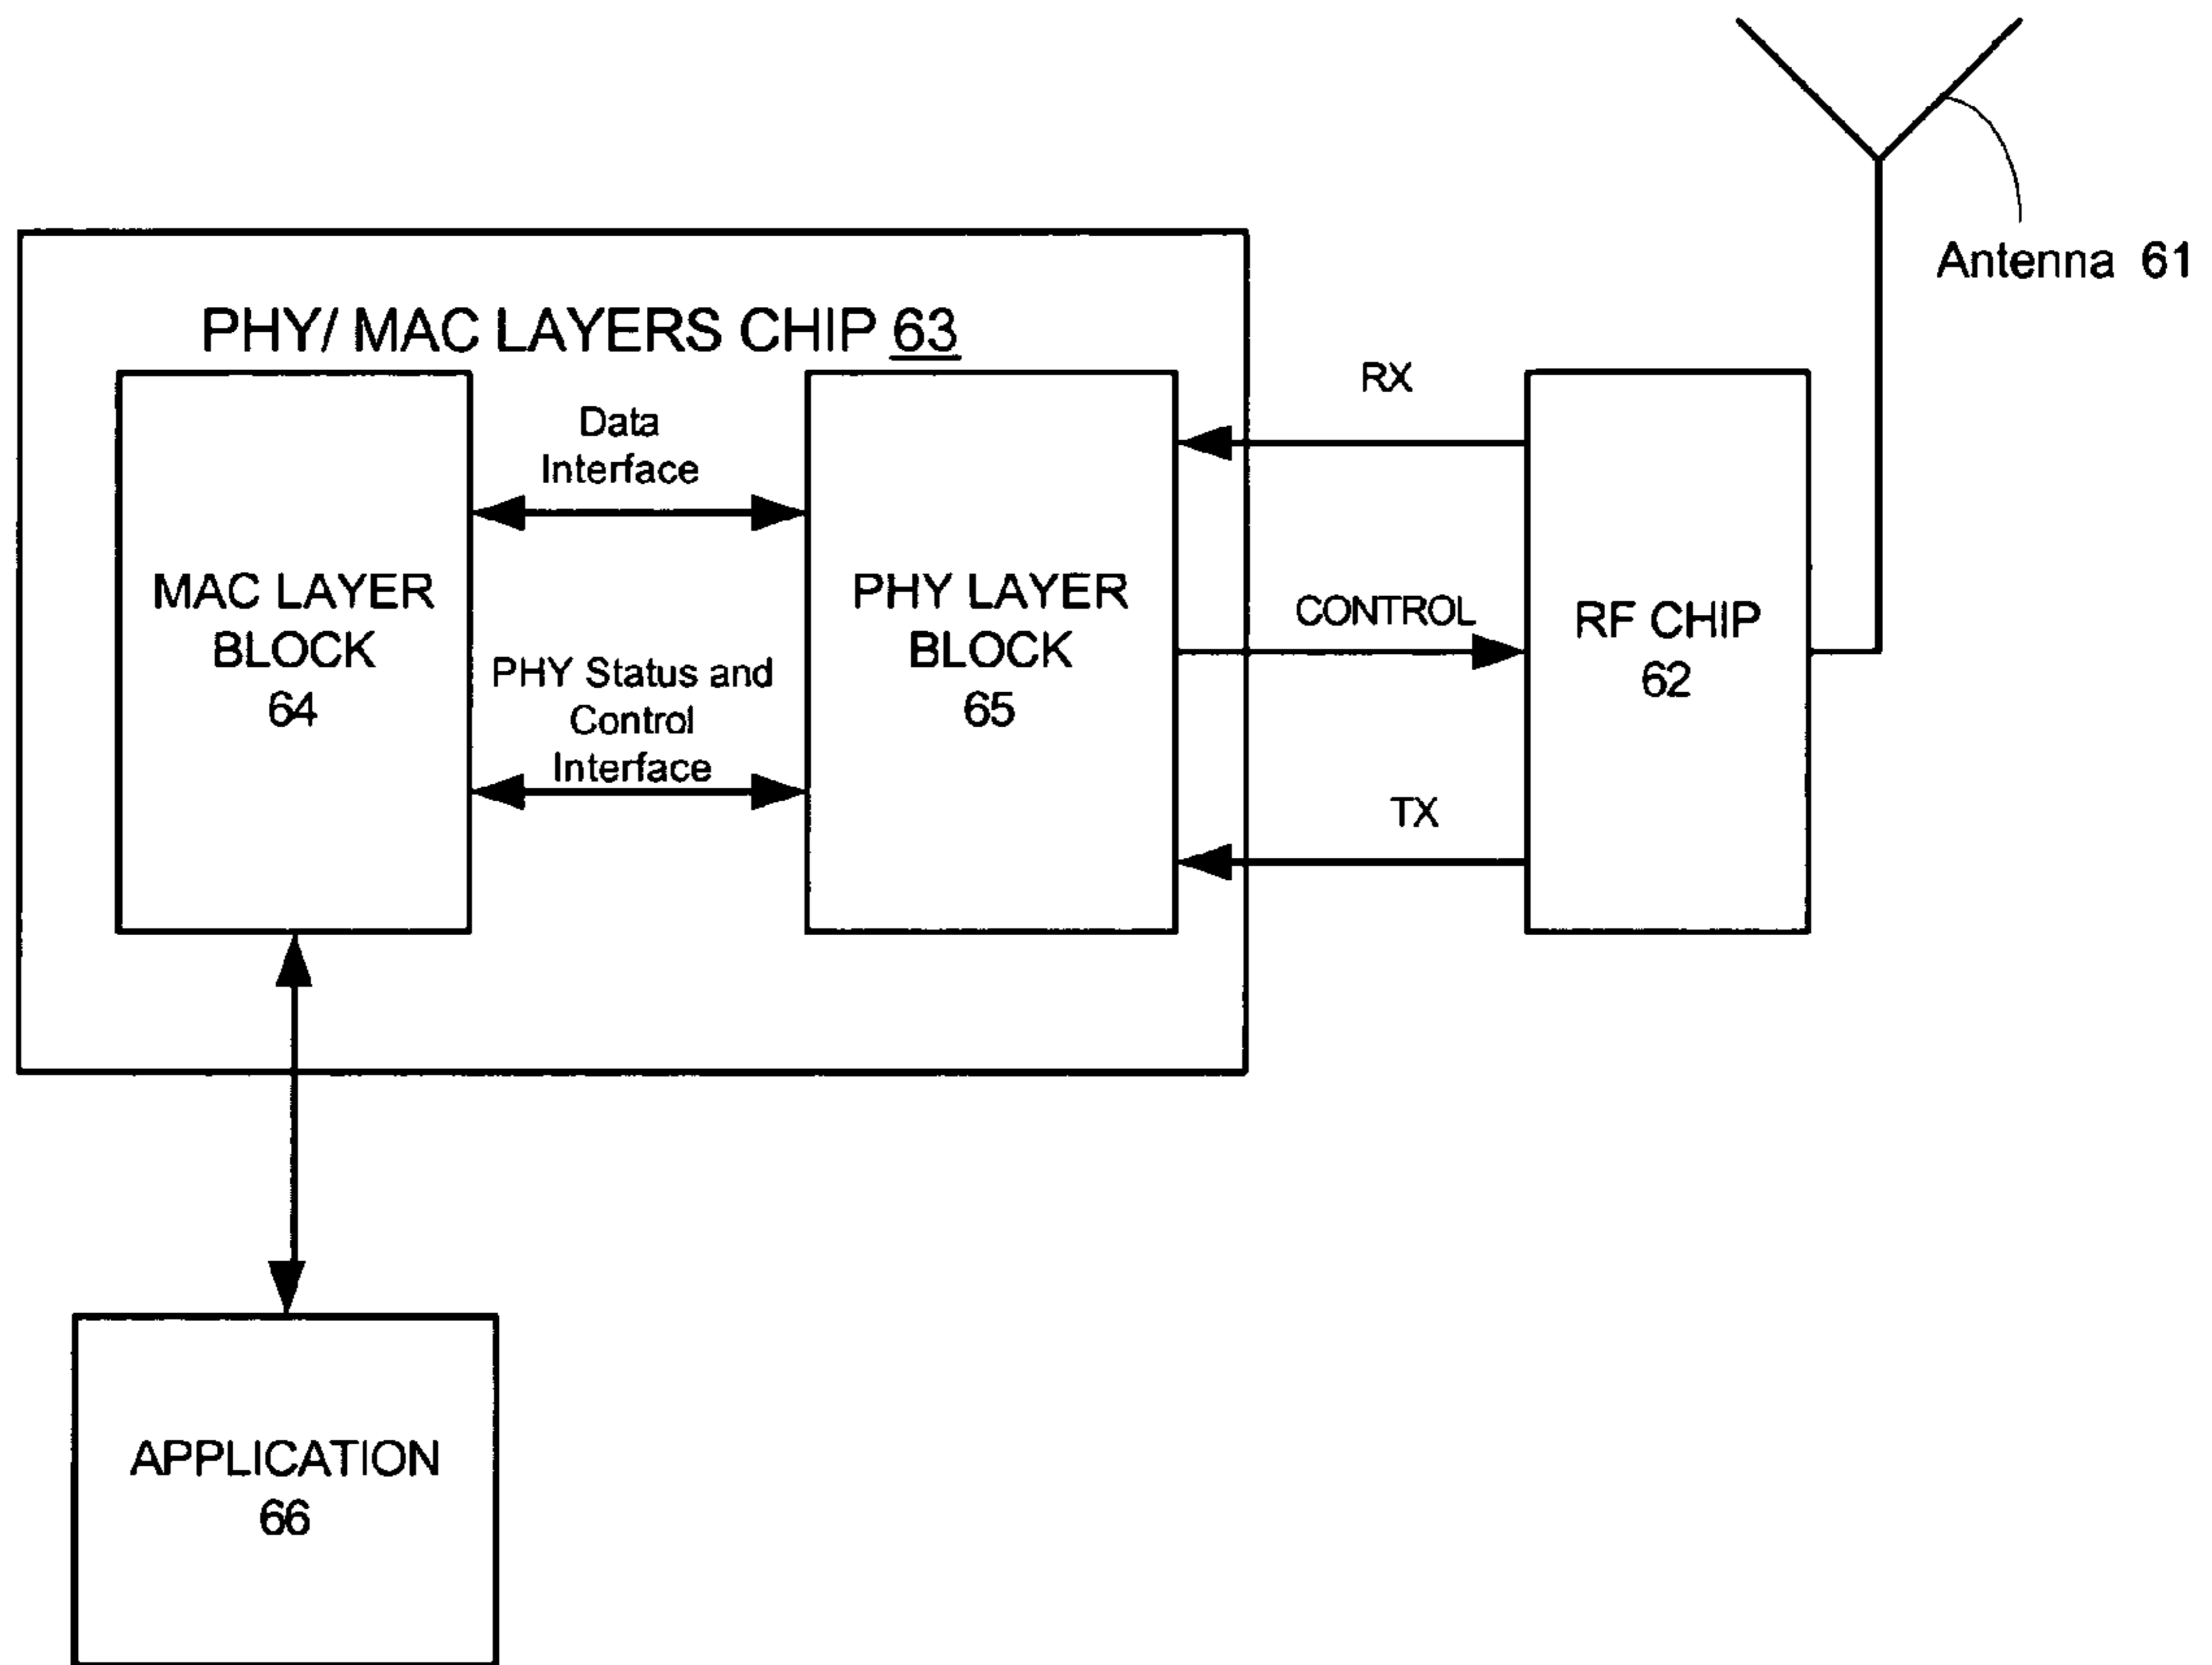 Antenna 61
PHY/ MAC LAYERS CHIP 63
RX
Data
Interface
MAC LAYER
BLOCK
64
PHY LAYER
BLOCK
65
CONTROL
RF CHIP
62
PHY Status and
Control
Interface
TX
APPLICATION
66